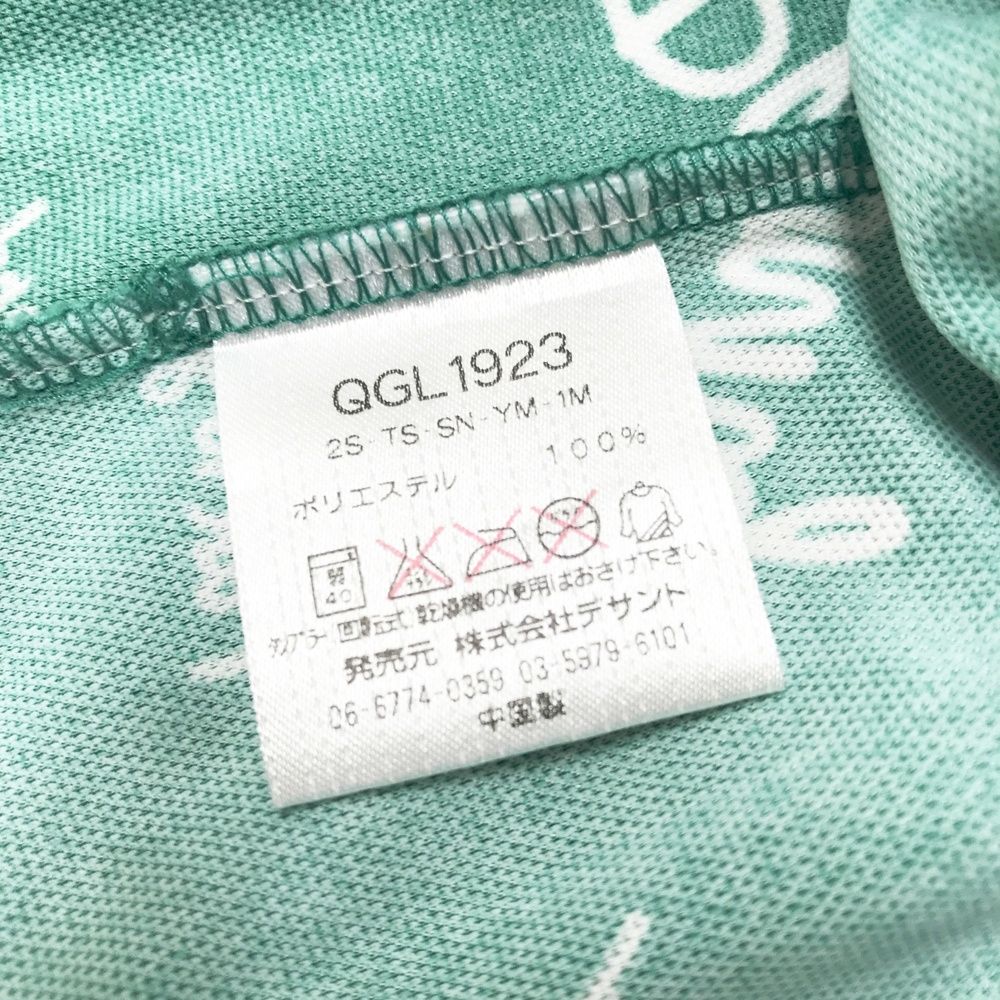 QGL1923
2S-TS-SN-YM-1M
ポリエステル 100%
弱 40
タンブラー回転式乾燥機の使用はおさけ下さい。
発売元 株式会社デサント
06-6774-0359 03-5979-6101
中国製